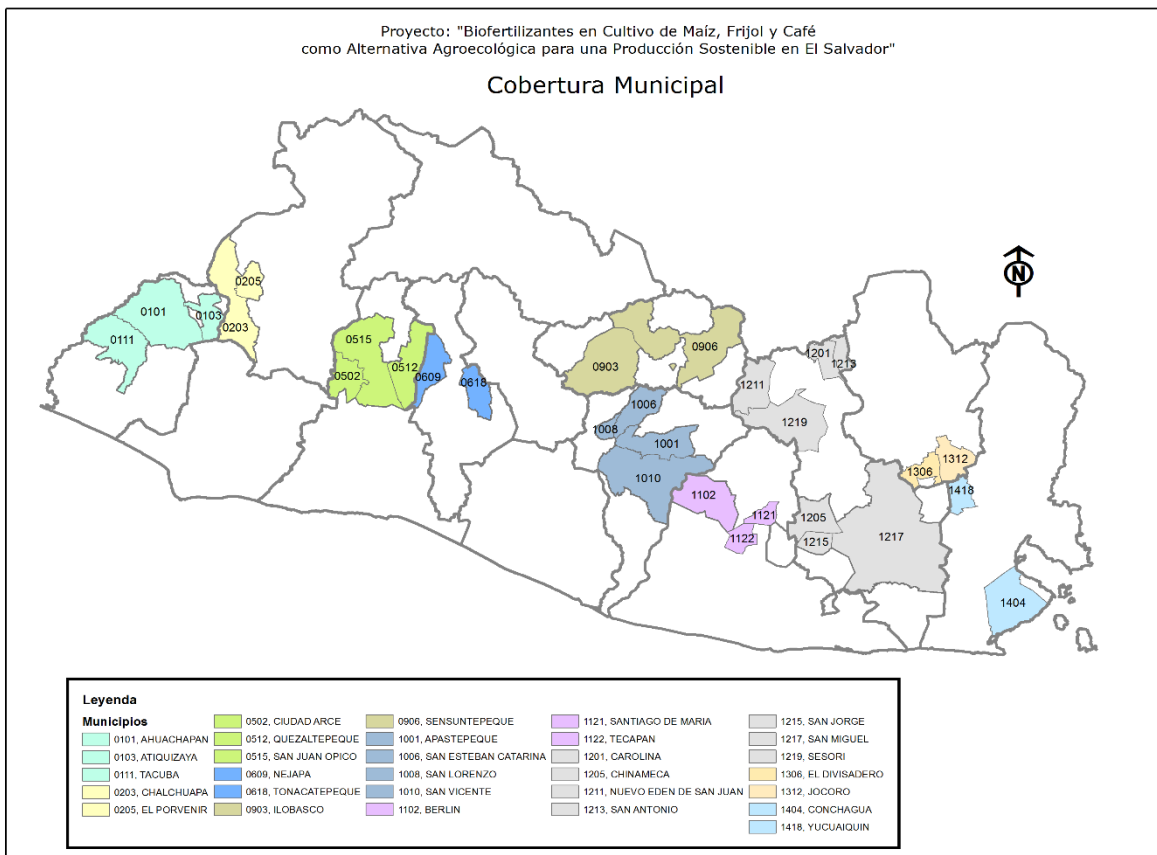 Proyecto: "Biofertilizantes en Cultivo de Maíz, Frijol y Café
como Alternativa Agroecológica para una Producción Sostenible en El Salvador"
Cobertura Municipal
N
0205
0101
0103
0203
0111
0515
0512
0502
0609
0618
0906
0903
1201
1213
1211
1006
1219
1008
1001
1010
1312
1306
1418
1102
1121
1122
1205
1215
1217
1404
Leyenda
Municipios
0101, AHUACHAPAN
0103, ATIQUIZAYA
0111, TACUBA
0203, CHALCHUAPA
0205, EL PORVENIR
0502, CIUDAD ARCE
0512, QUEZALTEPEQUE
0515, SAN JUAN OPICO
0609, NEJAPA
0618, TONACATEPEQUE
0903, ILOBASCO
0906, SENSUNTEPEQUE
1001, APASTEPEQUE
1006, SAN ESTEBAN CATARINA
1008, SAN LORENZO
1010, SAN VICENTE
1102, BERLIN
1121, SANTIAGO DE MARIA
1122, TECAPAN
1201, CAROLINA
1205, CHINAMECA
1211, NUEVO EDEN DE SAN JUAN
1213, SAN ANTONIO
1215, SAN JORGE
1217, SAN MIGUEL
1219, SESORI
1306, EL DIVISADERO
1312, JOCORO
1404, CONCHAGUA
1418, YUCUAIQUIN